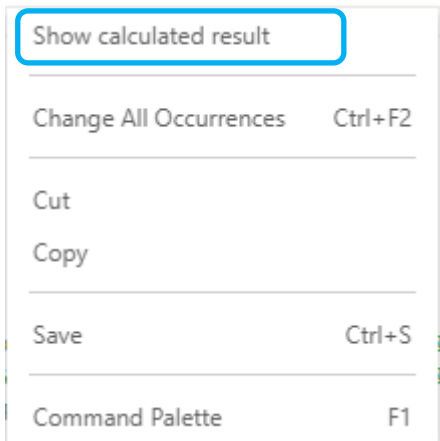 Show calculated result
Change All Occurrences Ctrl+F2
Cut
Copy
Save Ctrl+S
Command Palette F1